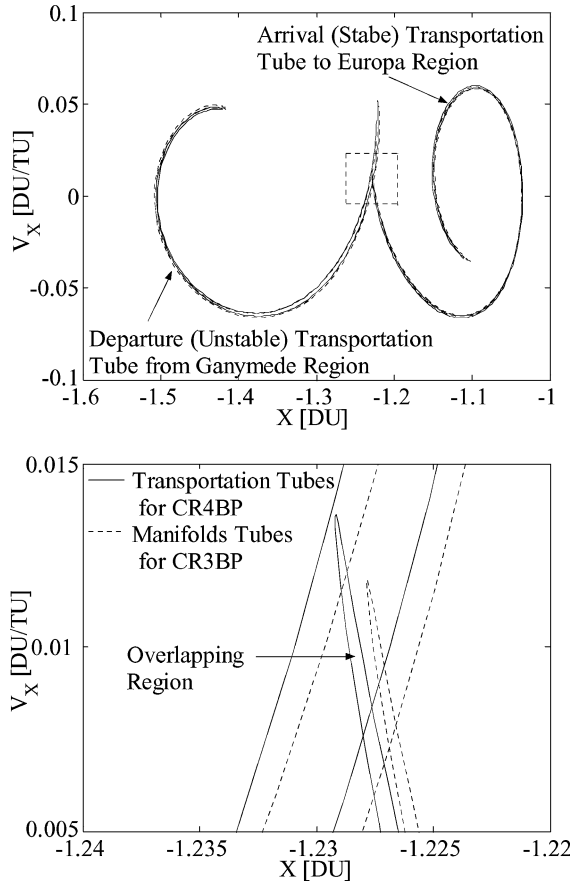 0.1
Arrival (Stabe) Transportation
Tube to Europa Region
0.05
V_X [DU/TU]
0
-0.05
Departure (Unstable) Transportation
Tube from Ganymede Region
-0.1
-1.6 -1.5 -1.4 -1.3 -1.2 -1.1 -1
X [DU]
0.015
Transportation Tubes
for CR4BP
Manifolds Tubes
for CR3BP
V_X [DU/TU]
0.01
Overlapping
Region
0.005
-1.24 -1.235 -1.23 -1.225 -1.22
X [DU]